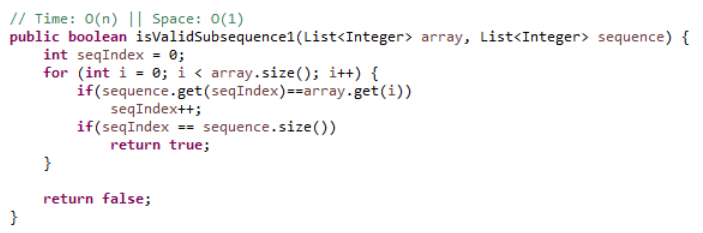 // Time: O(n) || Space: O(1)
public boolean isValidSubsequence1(List<Integer> array, List<Integer> sequence) {
    int seqIndex = 0;
    for (int i = 0; i < array.size(); i++) {
        if(sequence.get(seqIndex)==array.get(i))
            seqIndex++;
        if(seqIndex == sequence.size())
            return true;
    }

    return false;
}